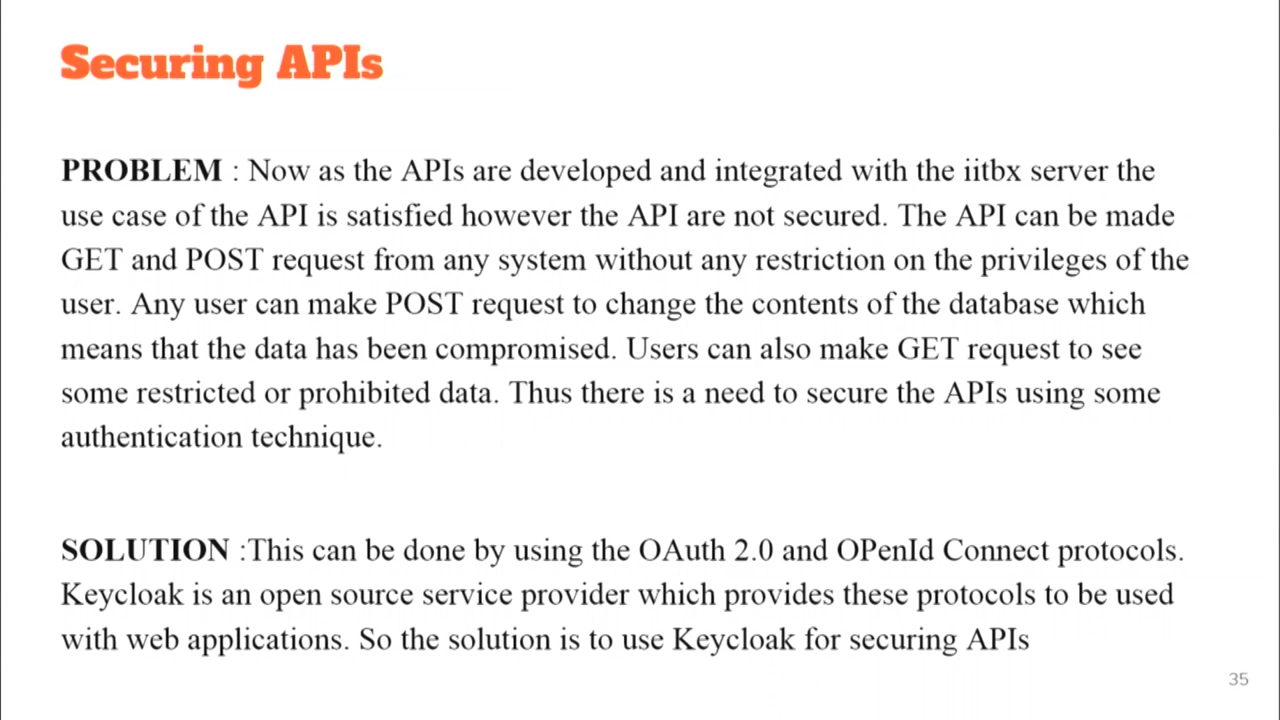 Securing APIs
PROBLEM : Now as the APIs are developed and integrated with the iitbx server the
use case of the API is satisfied however the API are not secured. The API can be made
GET and POST request from any system without any restriction on the privileges of the
user. Any user can make POST request to change the contents of the database which
means that the data has been compromised. Users can also make GET request to see
some restricted or prohibited data. Thus there is a need to secure the APIs using some
authentication technique.
SOLUTION :This can be done by using the OAuth 2.0 and OPenId Connect protocols.
Keycloak is an open source service provider which provides these protocols to be used
with web applications. So the solution is to use Keycloak for securing APIs
35